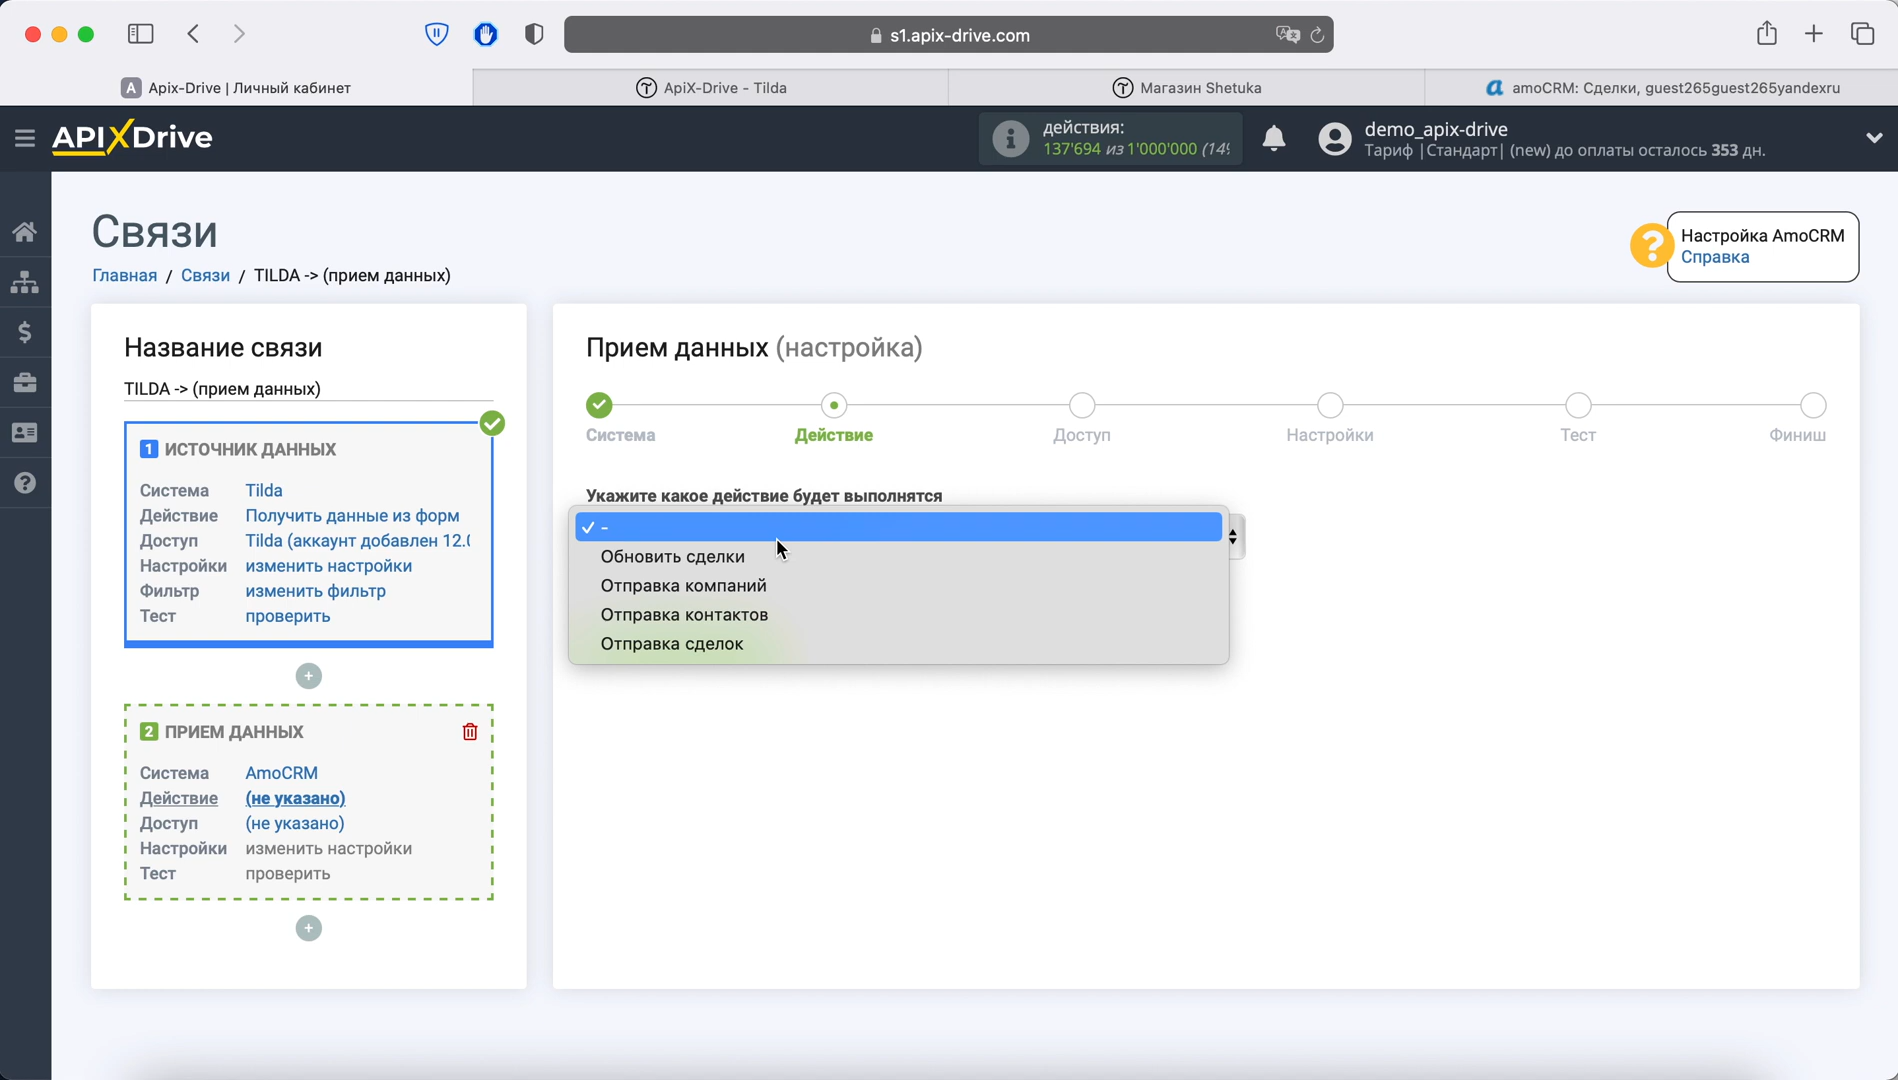 s1.apix-drive.com
Apix-Drive | Личный кабинет
ApiX-Drive - Tilda
Магазин Shetuka
amoCRM: Сделки, guest265guest265yandexru
APIXDrive
действия:
137'694 из 1'000'000 (14
demo_apix-drive
Тариф |Стандарт| (new) до оплаты осталось 353 дн.
Связи
Главная / Связи / TILDA -> (прием данных)
Настройка AmoCRM
Справка
Название связи
TILDA -> (прием данных)
1 ИСТОЧНИК ДАННЫХ
Система Tilda
Действие Получить данные из форм
Доступ Tilda (аккаунт добавлен 12.
Настройки изменить настройки
Фильтр изменить фильтр
Тест проверить
2 ПРИЕМ ДАННЫХ
Система AmoCRM
Действие (не указано)
Доступ (не указано)
Настройки изменить настройки
Тест проверить
Прием данных (настройка)
Система Действие Доступ Настройки Тест Финиш
Укажите какое действие будет выполнятся
-
Обновить сделки
Отправка компаний
Отправка контактов
Отправка сделок